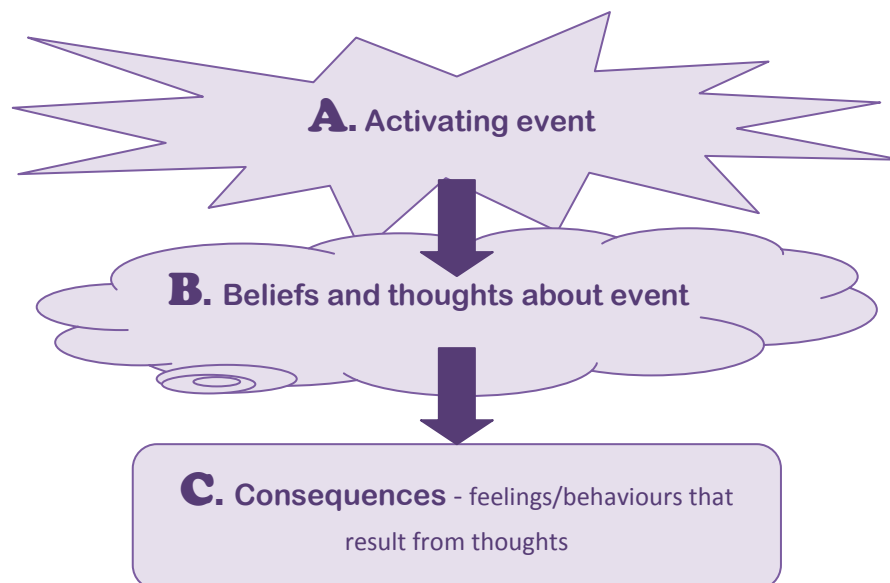 A. Activating event
B. Beliefs and thoughts about event
C. Consequences - feelings/behaviours that
result from thoughts